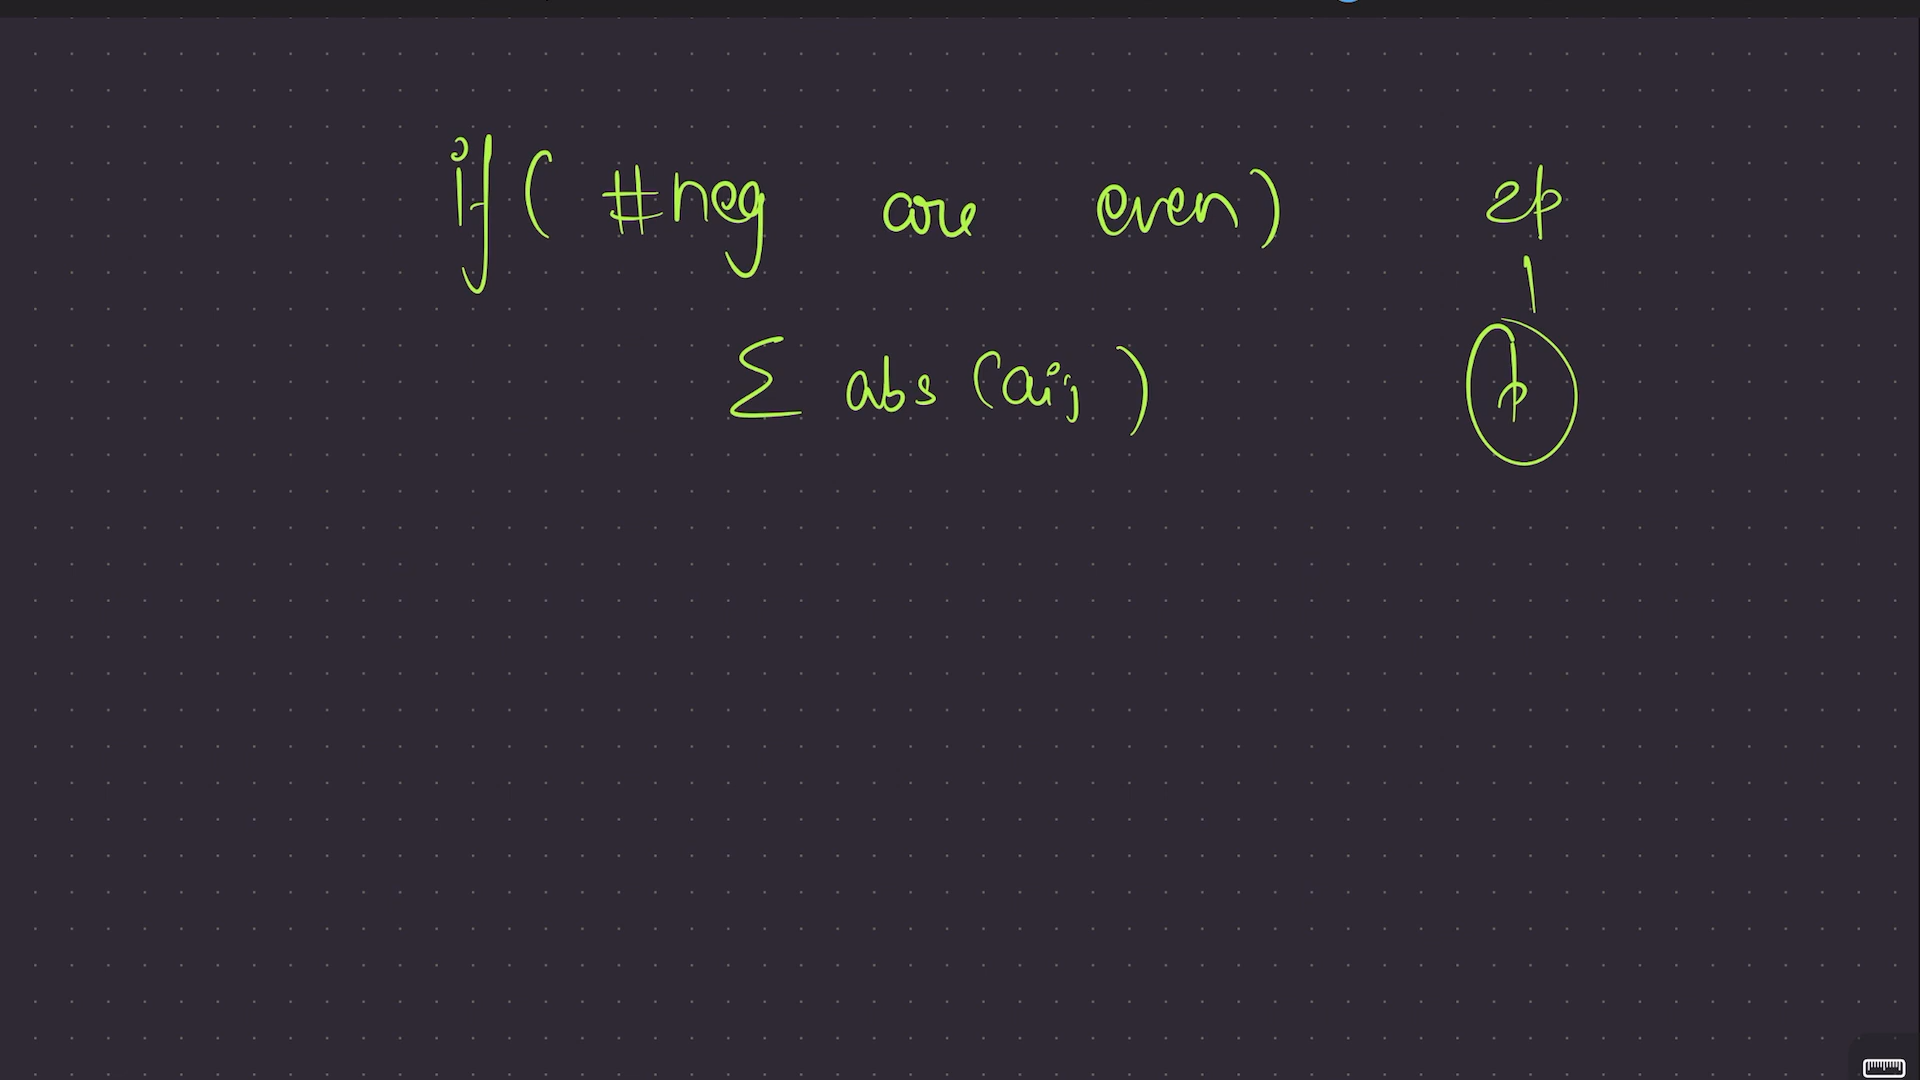 if ( #neg are even) 2p
Σ abs (aij)
p